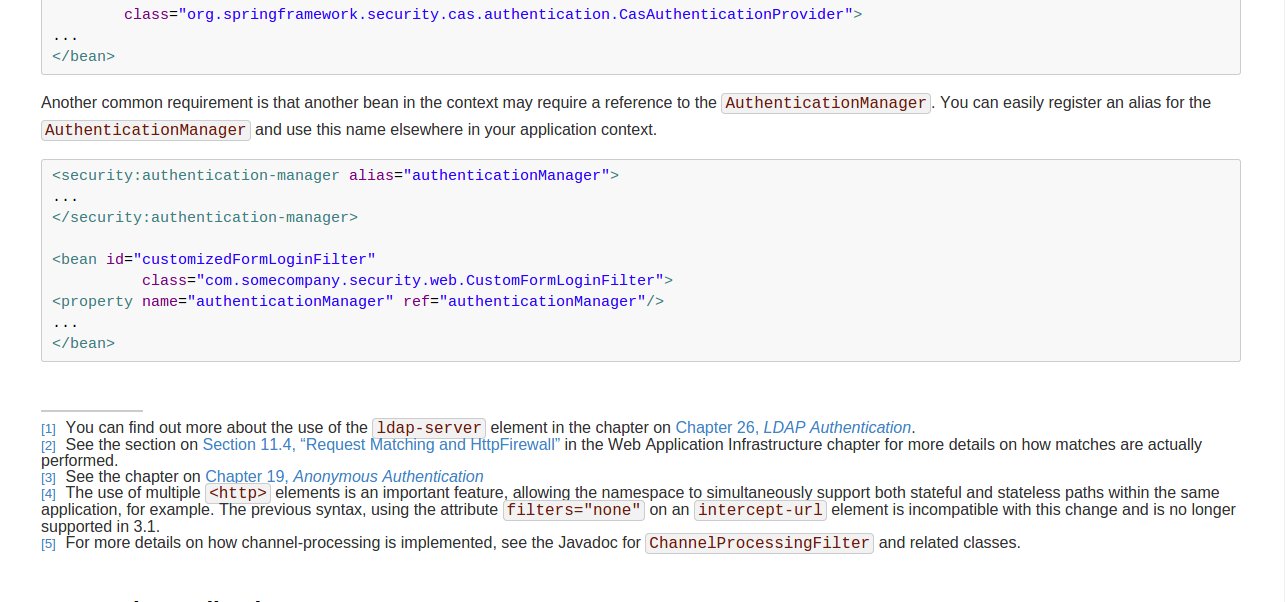 class="org.springframework.security.cas.authentication.CasAuthenticationProvider">
...
</bean>
Another common requirement is that another bean in the context may require a reference to the AuthenticationManager. You can easily register an alias for the
AuthenticationManager and use this name elsewhere in your application context.
<security:authentication-manager alias="authenticationManager">
...
</security:authentication-manager>
<bean id="customizedFormLoginFilter"
class="com.somecompany.security.web.CustomFormLoginFilter">
<property name="authenticationManager" ref="authenticationManager"/>
...
</bean>
[1] You can find out more about the use of the ldap-server element in the chapter on Chapter 26, LDAP Authentication.
[2] See the section on Section 11.4, “Request Matching and HttpFirewall” in the Web Application Infrastructure chapter for more details on how matches are actually
performed.
[3] See the chapter on Chapter 19, Anonymous Authentication
[4] The use of multiple <http> elements is an important feature, allowing the namespace to simultaneously support both stateful and stateless paths within the same
application, for example. The previous syntax, using the attribute filters="none" on an intercept-url element is incompatible with this change and is no longer
supported in 3.1.
[5] For more details on how channel-processing is implemented, see the Javadoc for ChannelProcessingFilter and related classes.